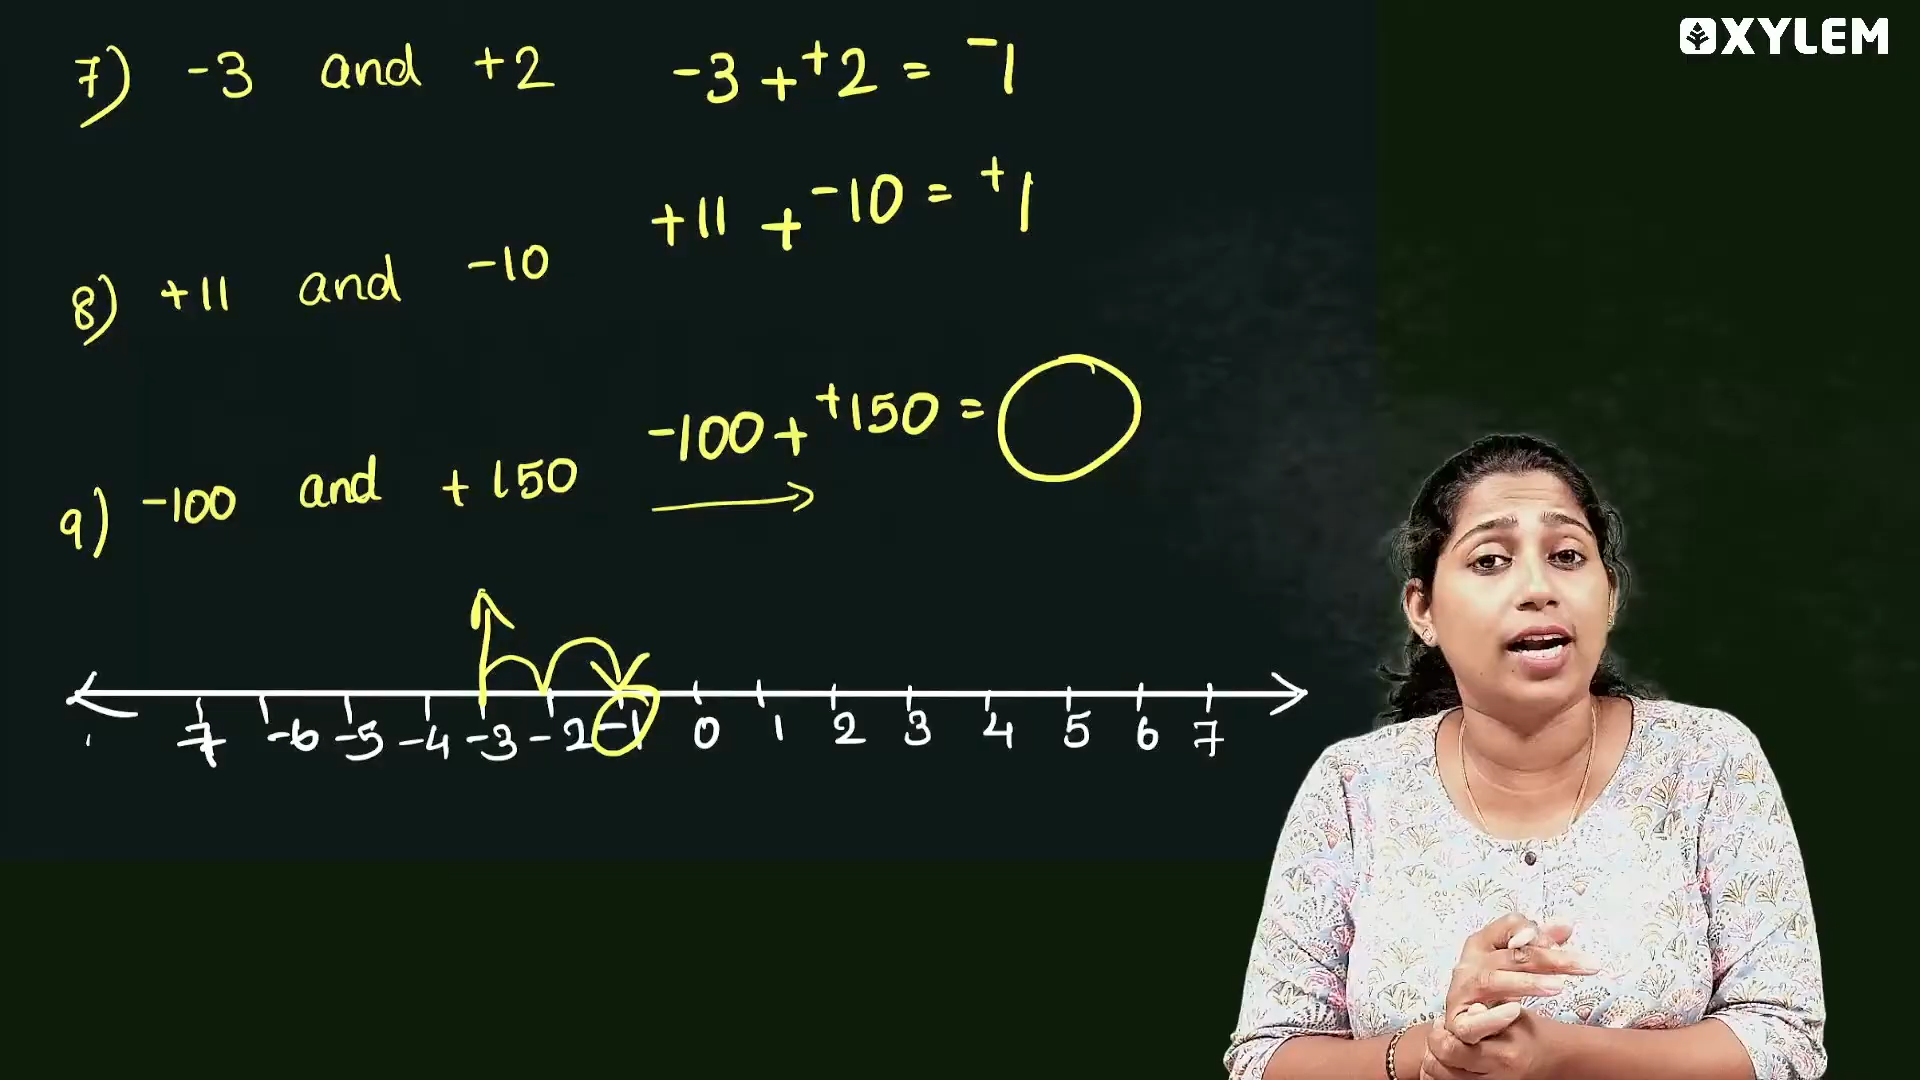 XYLEM
7) -3 and +2 -3 + +2 = -1
+11 + -10 = +1
8) +11 and -10
-100 + +150 =
9) -100 and +150
-7 -6 -5 -4 -3 -2 -1 0 1 2 3 4 5 6 7